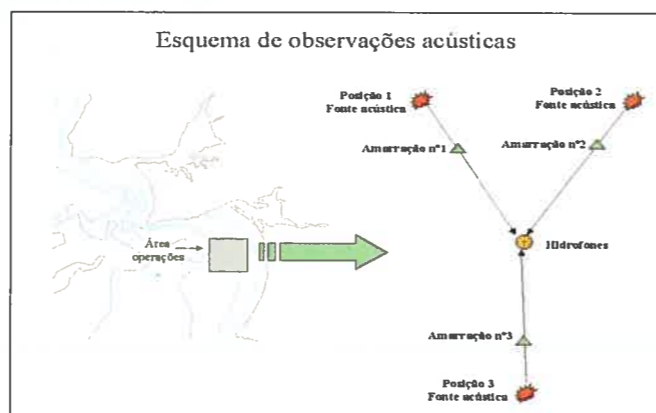 Esquema de observações acústicas
Posição 1
Fonte acústica
Posição 2
Fonte acústica
Amarração nº1
Amarração nº2
Área
operações
Hidrofones
Amarração nº3
Posição 3
Fonte acústica